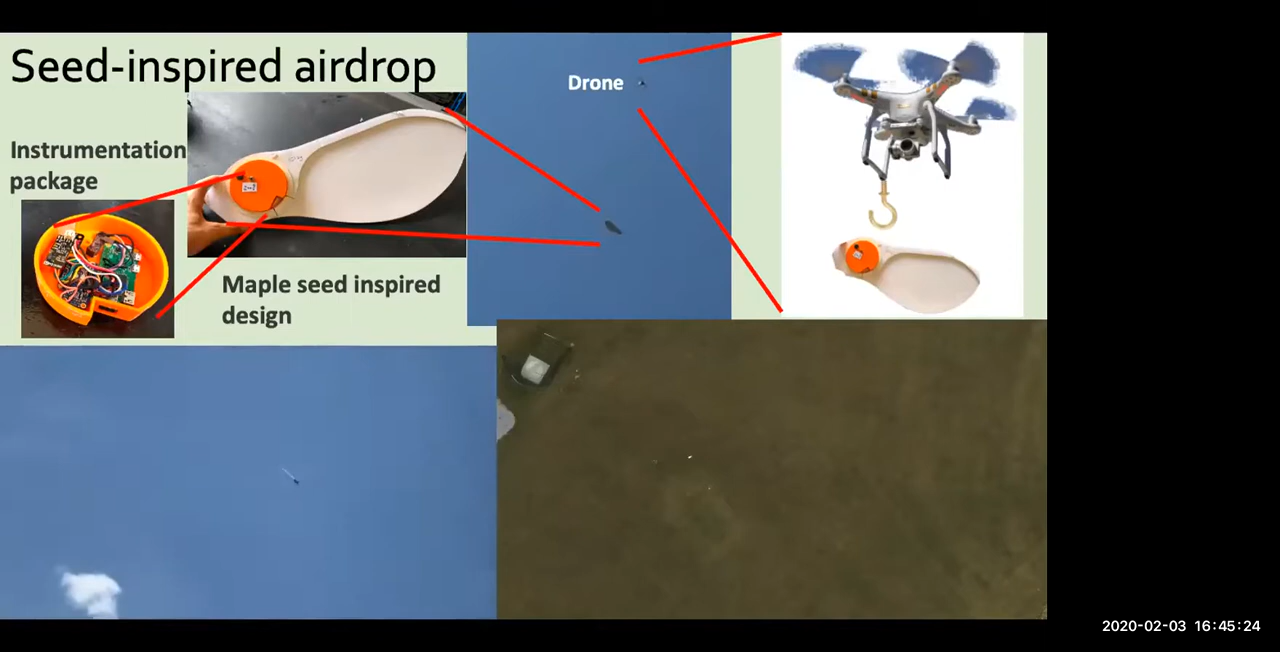 Seed-inspired airdrop
Drone
Instrumentation
package
Maple seed inspired
design
2020-02-03 16:45:24